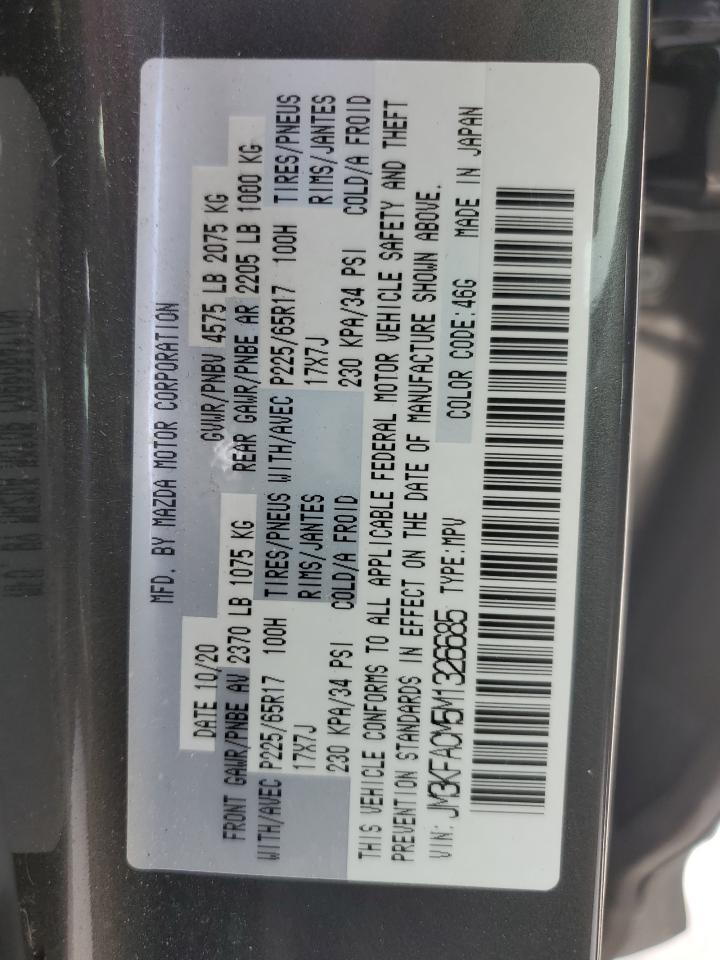 MFD. BY MAZDA MOTOR CORPORATION
DATE 10/20 GVWR/PNBV 4575 LB 2075 KG
FRONT GAWR/PNBE AV 2370 LB 1075 KG REAR GAWR/PNBE AR 2205 LB 1000 KG
WITH/AVEC P225/65R17 100H TIRES/PNEUS WITH/AVEC P225/65R17 100H TIRES/PNEUS
17X7J RIMS/JANTES 17X7J RIMS/JANTES
230 KPA/34 PSI COLD/A FROID 230 KPA/34 PSI COLD/A FROID
THIS VEHICLE CONFORMS TO ALL APPLICABLE FEDERAL MOTOR VEHICLE SAFETY AND THEFT
PREVENTION STANDARDS IN EFFECT ON THE DATE OF MANUFACTURE SHOWN ABOVE.
VIN: JM3KFACM5M1326685 TYPE:MPV COLOR CODE:46G MADE IN JAPAN